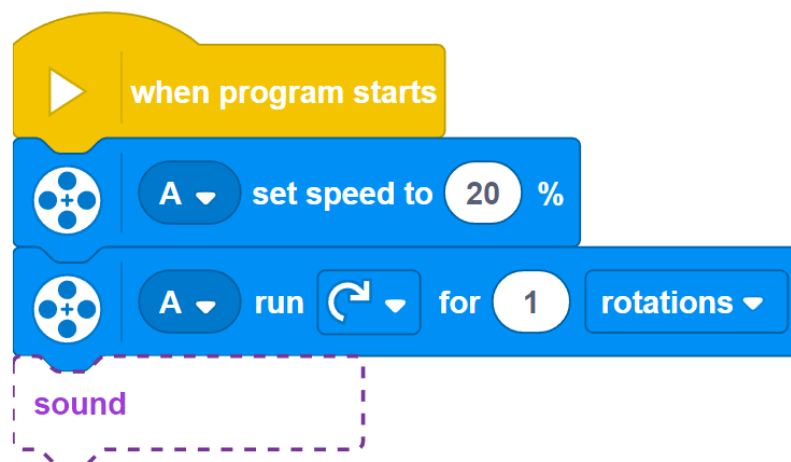 when program starts
A set speed to 20 %
A run for 1 rotations
sound